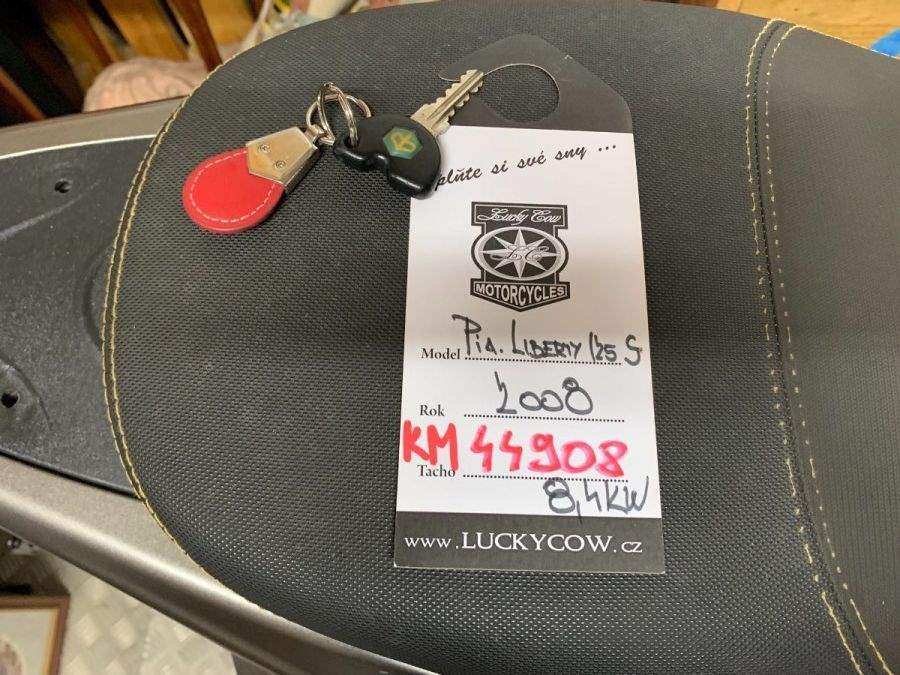 plňte si své sny ...
Lucky Cow
LC
MOTORCYCLES
Model Pia. LIBERTY 125 S
Rok 2008
KM 44908
Tacho
8,4KW
www.LUCKYCOW.cz